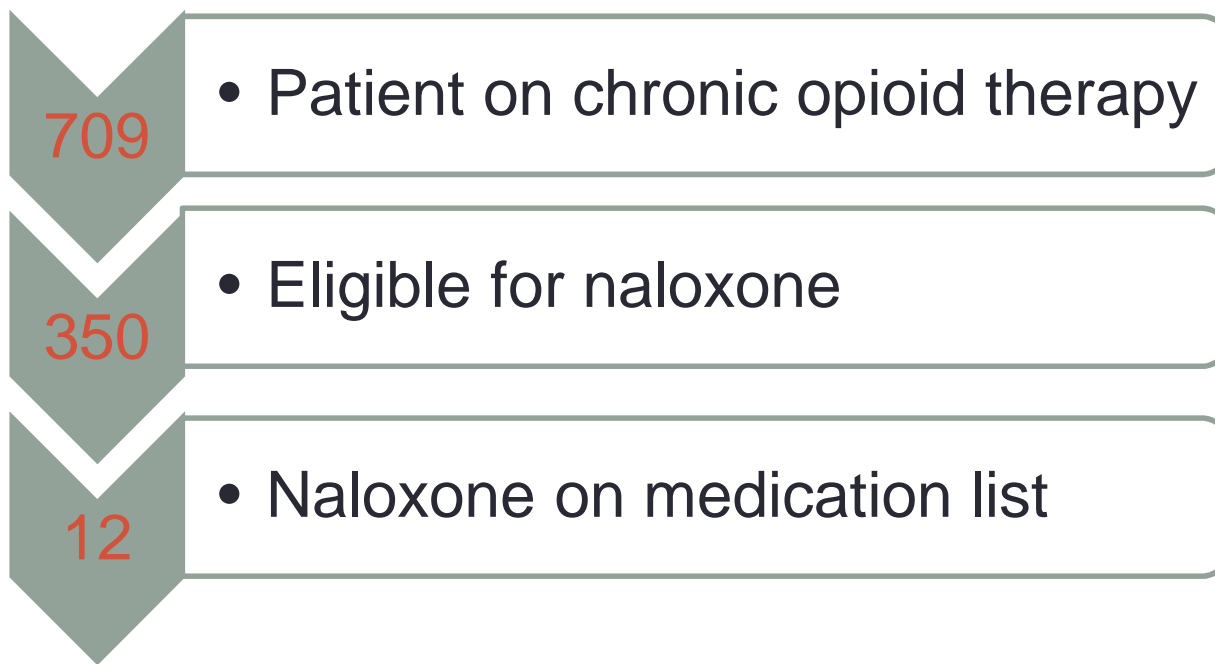 709
• Patient on chronic opioid therapy
350
• Eligible for naloxone
12
• Naloxone on medication list